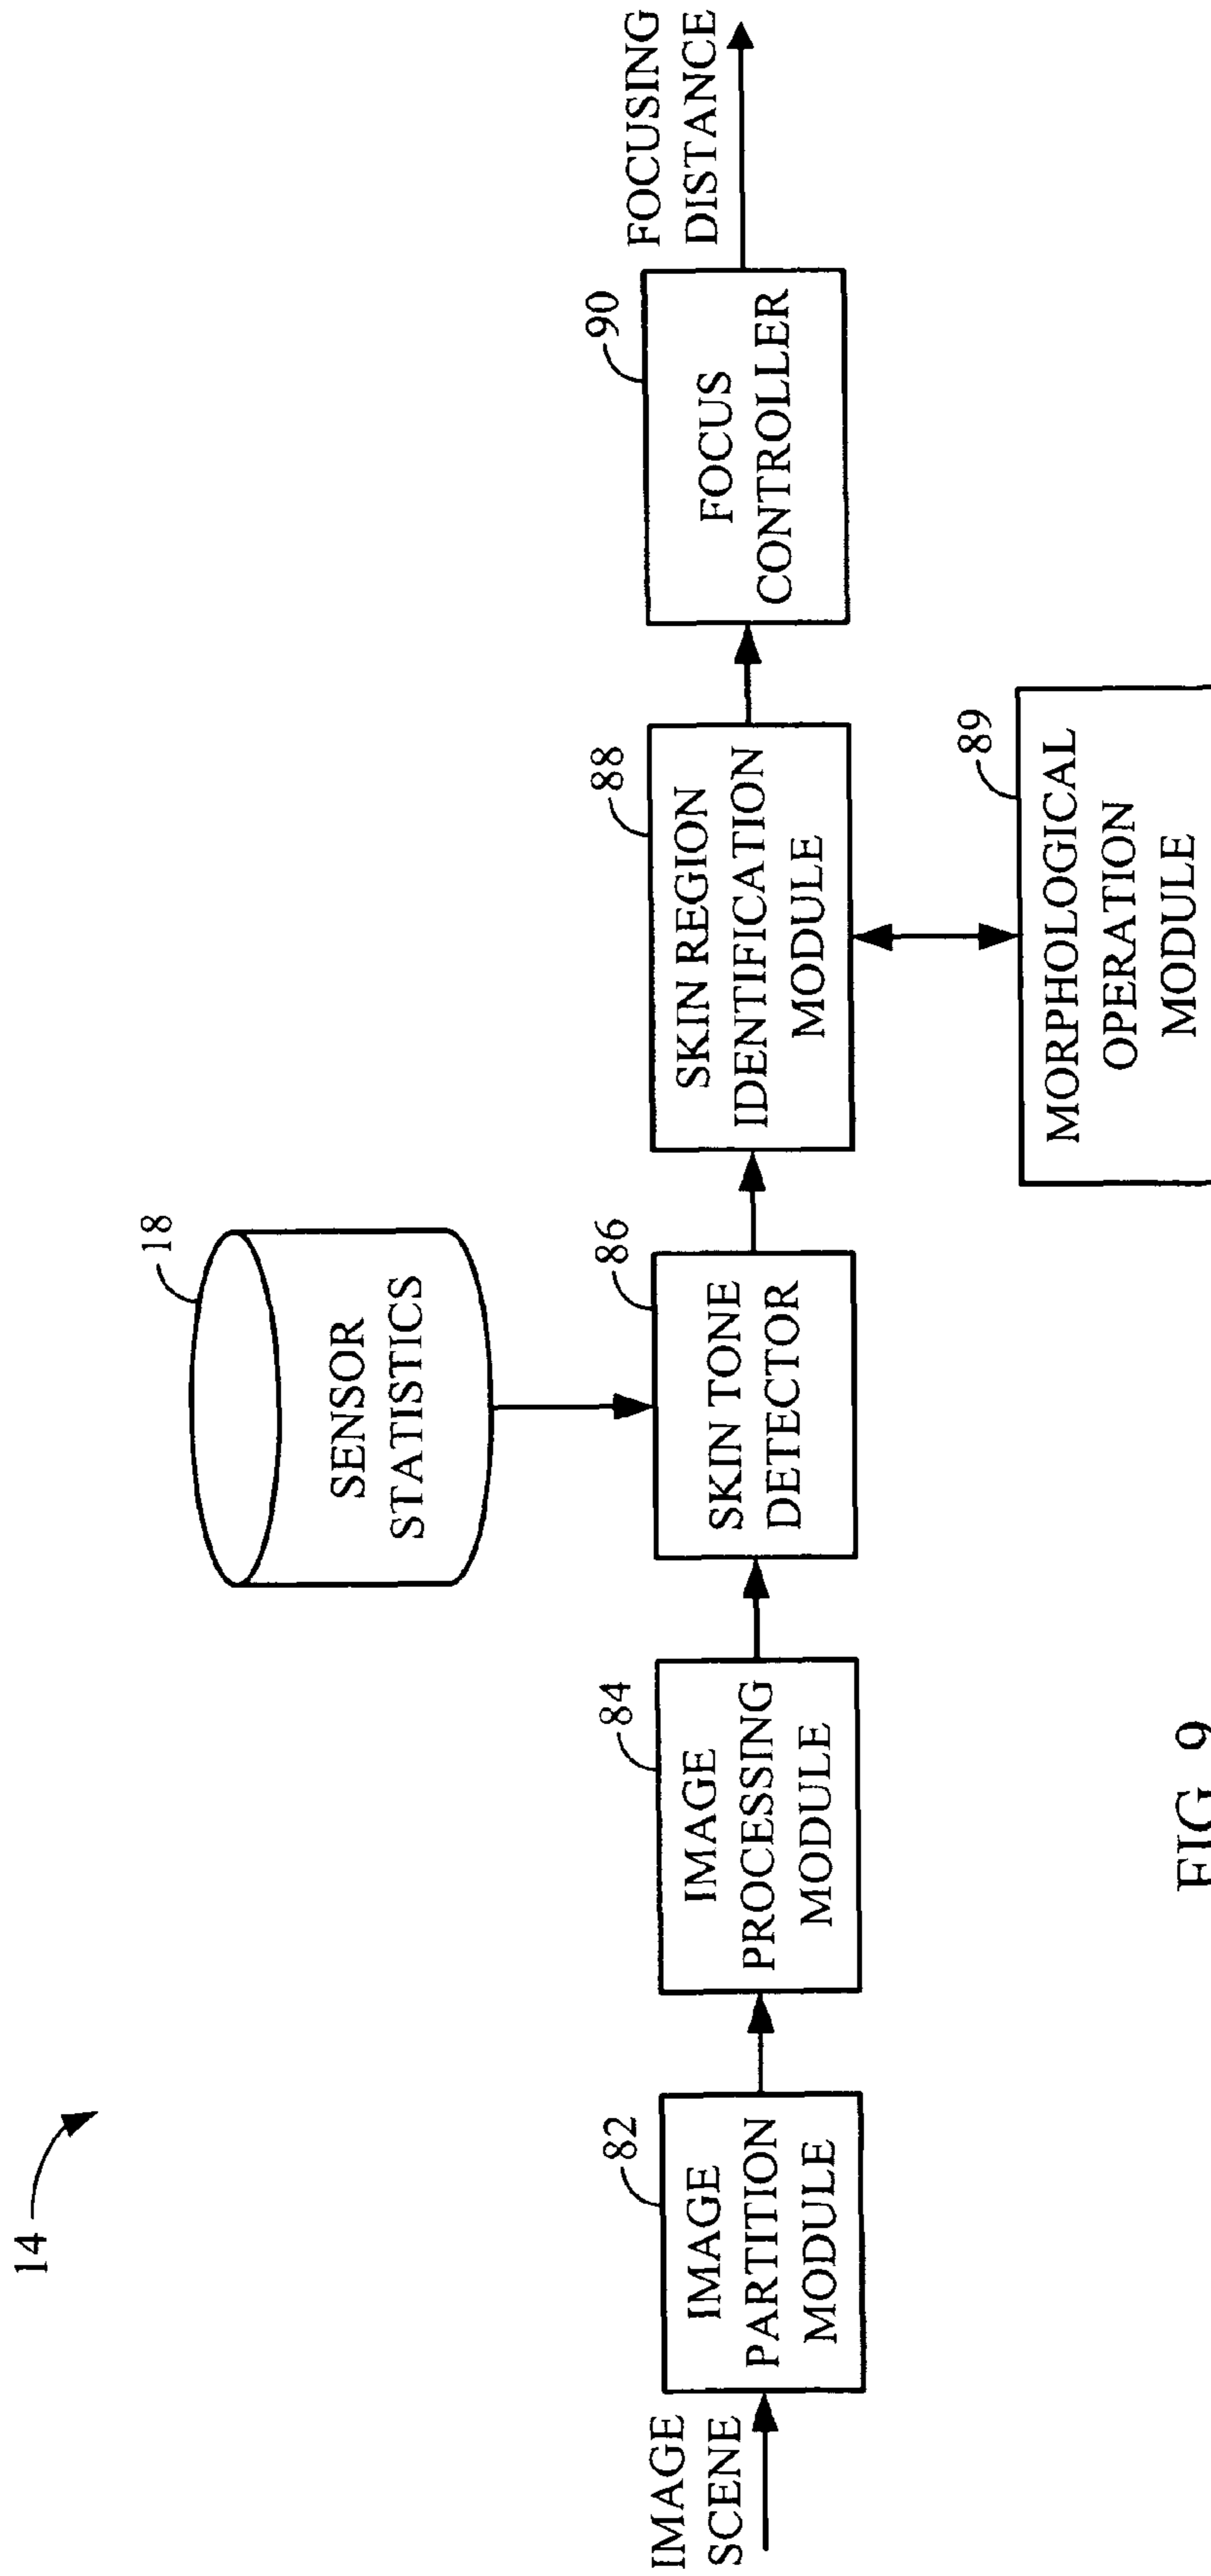 14
18
SENSOR
STATISTICS
IMAGE
SCENE
82
IMAGE
PARTITION
MODULE
84
IMAGE
PROCESSING
MODULE
86
SKIN TONE
DETECTOR
88
SKIN REGION
IDENTIFICATION
MODULE
90
FOCUS
CONTROLLER
FOCUSING
DISTANCE
89
MORPHOLOGICAL
OPERATION
MODULE
FIG. 9